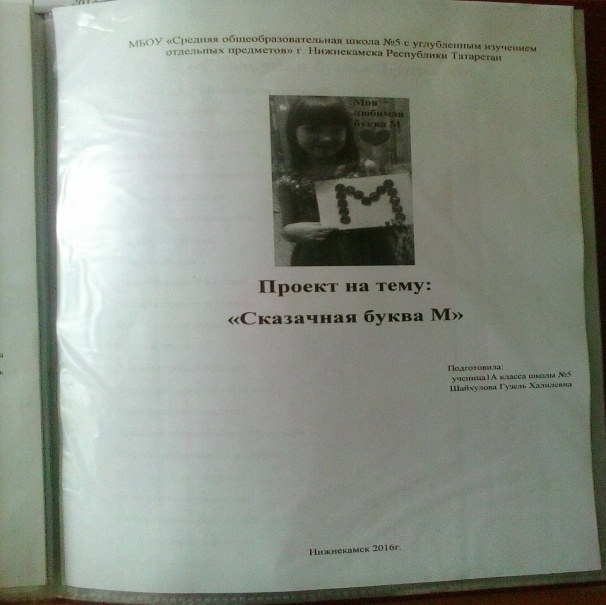 МБОУ «Средняя общеобразовательная школа №5 с углубленным изучением
отдельных предметов» г. Нижнекамска Республики Татарстан
Моя
любимая
буква М
М
Проект на тему:
«Сказачная буква М»
Подготовила:
ученица1А класса школы №5
Шайхулова Гузель Халилевна
Нижнекамск 2016г.